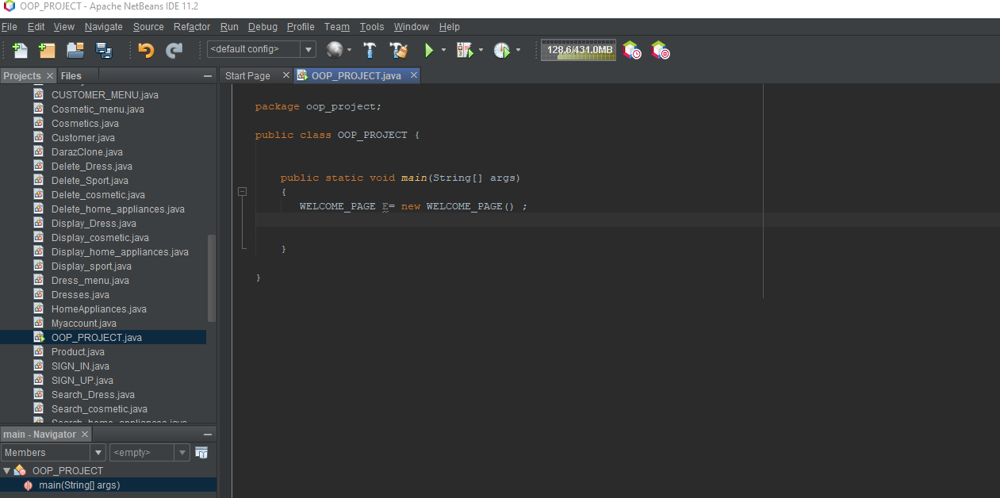 OOP_PROJECT - Apache NetBeans IDE 11.2
File Edit View Navigate Source Refactor Run Debug Profile Team Tools Window Help
<default config>
128.6/431.0MB
Projects Files
Start Page OOP_PROJECT.java
CUSTOMER_MENU.java
Cosmetic_menu.java
Cosmetics.java
Customer.java
DarazClone.java
Delete_Dress.java
Delete_Sport.java
Delete_cosmetic.java
Delete_home_appliances.java
Display_Dress.java
Display_cosmetic.java
Display_home_appliances.java
Display_sport.java
Dress_menu.java
Dresses.java
HomeAppliances.java
Myaccount.java
OOP_PROJECT.java
Product.java
SIGN_IN.java
SIGN_UP.java
Search_Dress.java
Search_cosmetic.java
Search_home_appliances.java
main - Navigator
Members <empty>
OOP_PROJECT
main(String[] args)
package oop_project;
public class OOP_PROJECT {
public static void main(String[] args)
{
WELCOME_PAGE E= new WELCOME_PAGE() ;
}
}